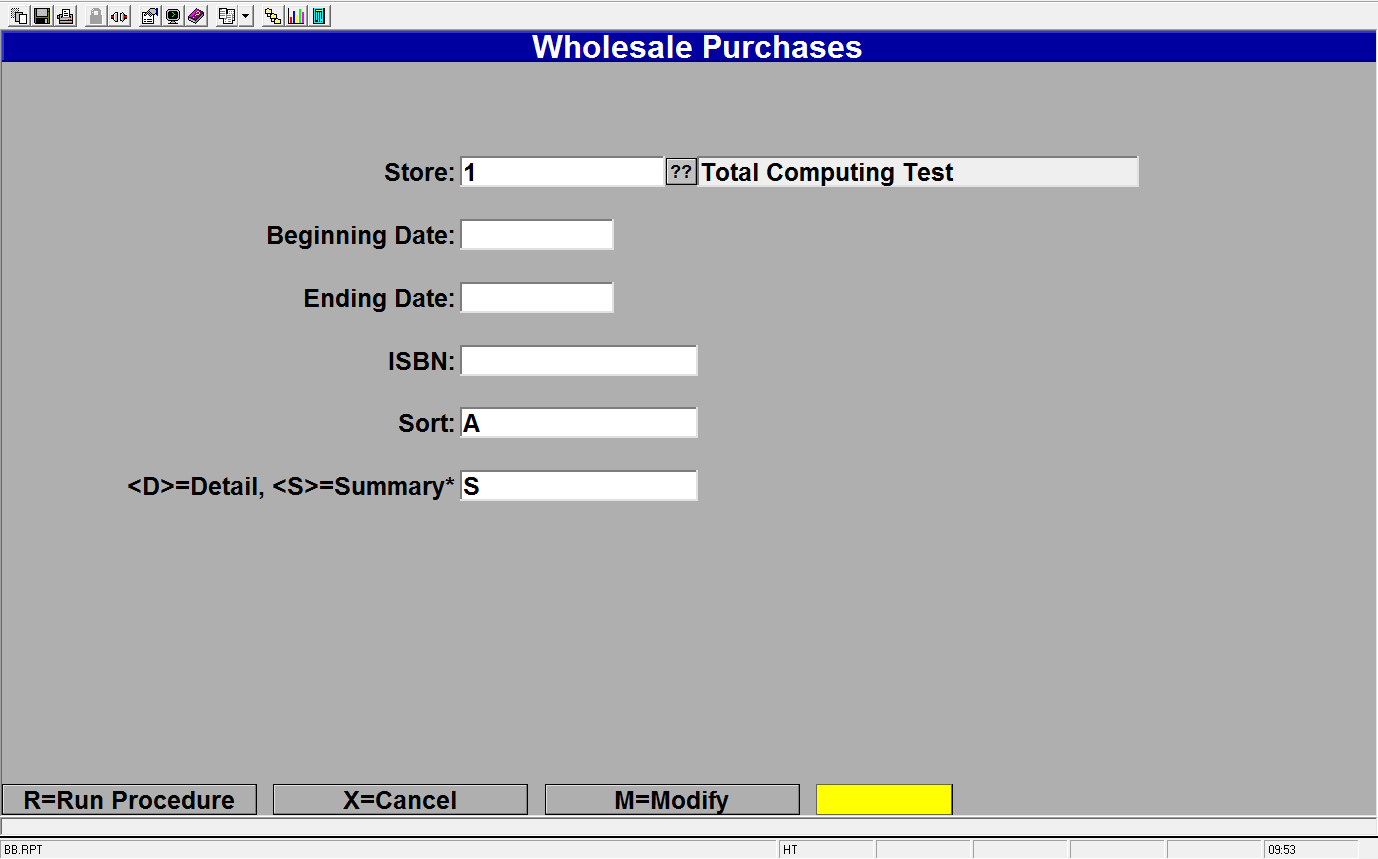 Wholesale Purchases
Store: 1 ?? Total Computing Test
Beginning Date:
Ending Date:
ISBN:
Sort: A
<D>=Detail, <S>=Summary* S
R=Run Procedure X=Cancel M=Modify
BB.RPT HT 09:53